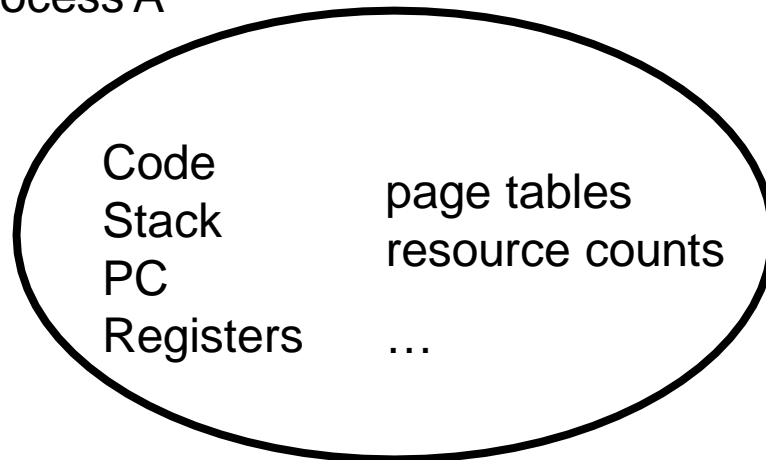 ocess A
Code
Stack
PC
Registers
page tables
resource counts
…